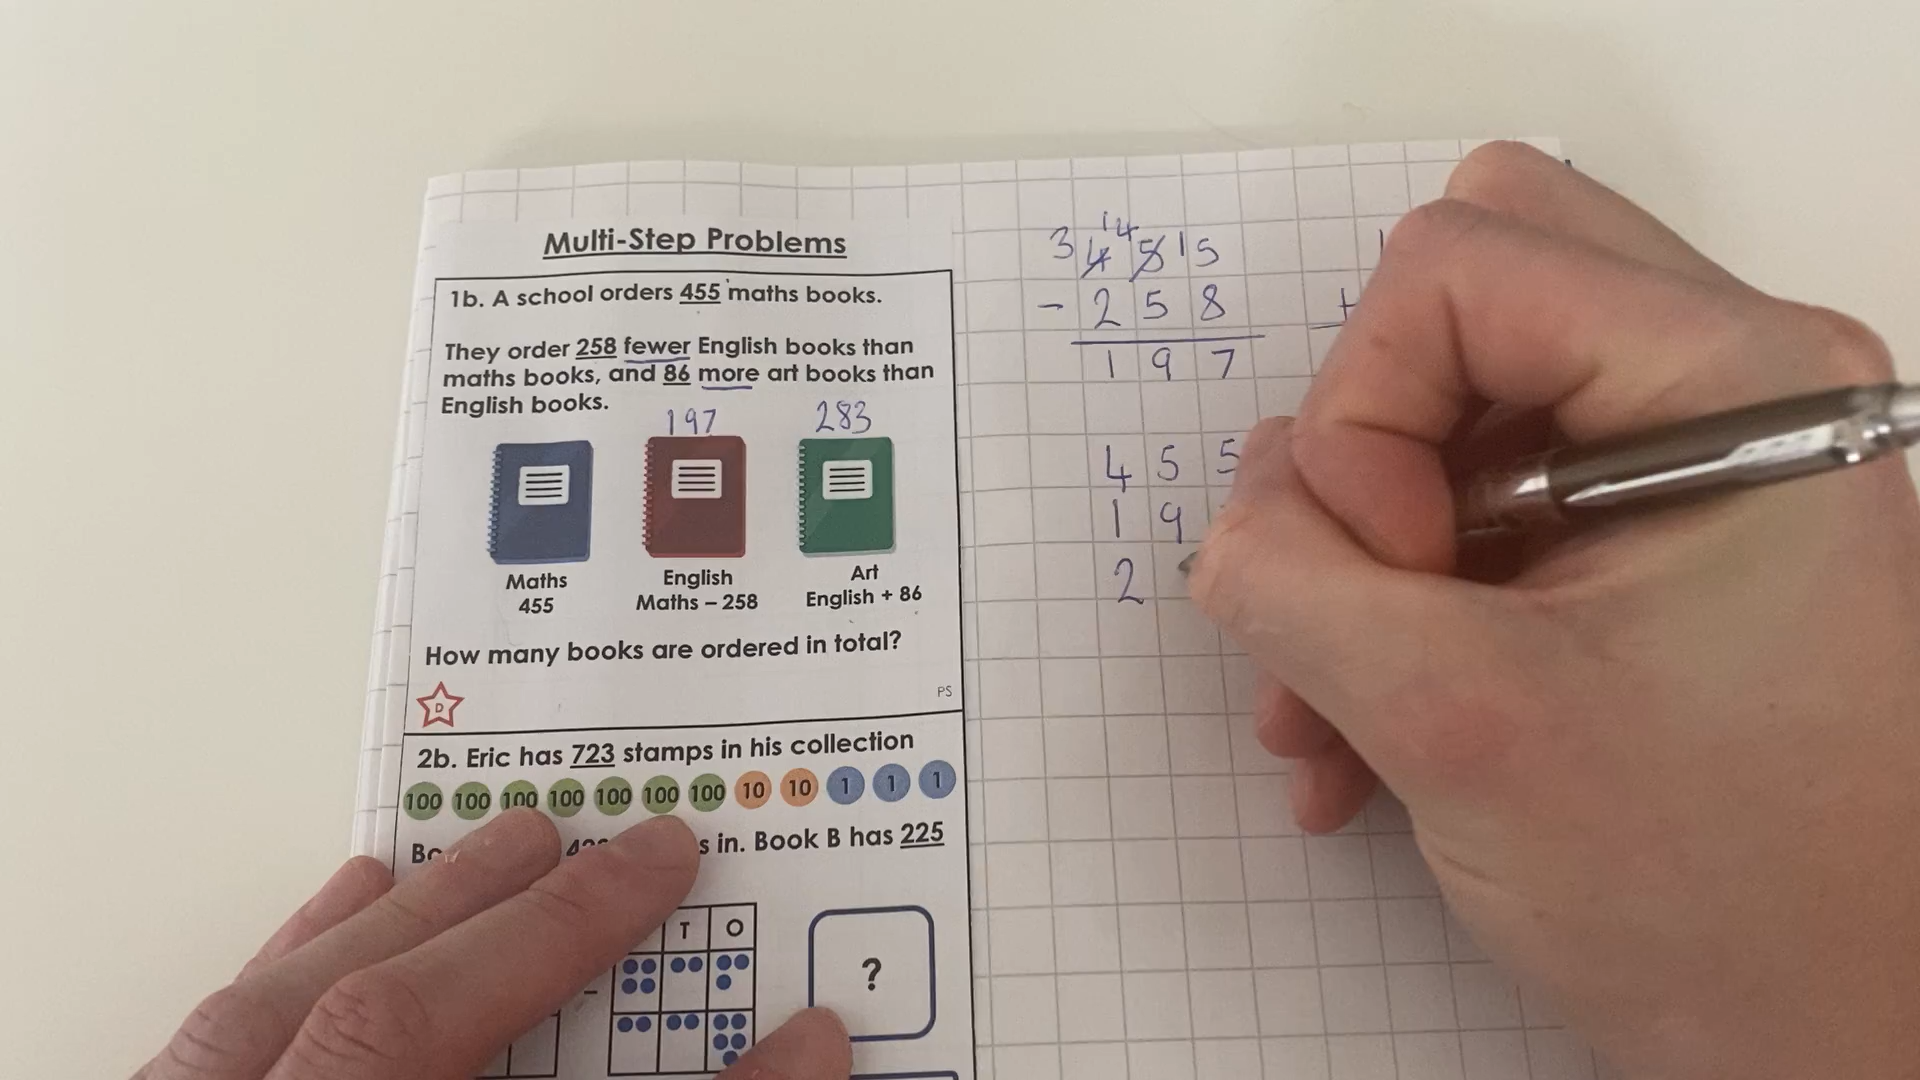 Multi-Step Problems
1b. A school orders 455 maths books.
They order 258 fewer English books than
maths books, and 86 more art books than
English books.
197 283
Maths
455
English
Maths – 258
Art
English + 86
How many books are ordered in total?
D
PS
2b. Eric has 723 stamps in his collection
100 100 100 100 100 100 100 10 10 1 1 1
s in. Book B has 225
T O
–
?
3 14
4 5 15
- 2 5 8
1 9 7
+
4 5 5
1 9
2